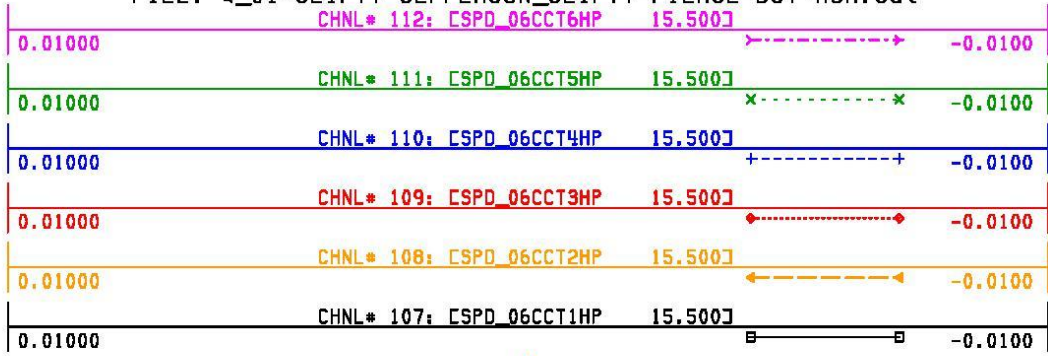 CHNL# 112: [SPD_06CCT6HP 15.500]
0.01000 -0.0100
CHNL# 111: [SPD_06CCT5HP 15.500]
0.01000 -0.0100
CHNL# 110: [SPD_06CCT4HP 15.500]
0.01000 -0.0100
CHNL# 109: [SPD_06CCT3HP 15.500]
0.01000 -0.0100
CHNL# 108: [SPD_06CCT2HP 15.500]
0.01000 -0.0100
CHNL# 107: [SPD_06CCT1HP 15.500]
0.01000 -0.0100